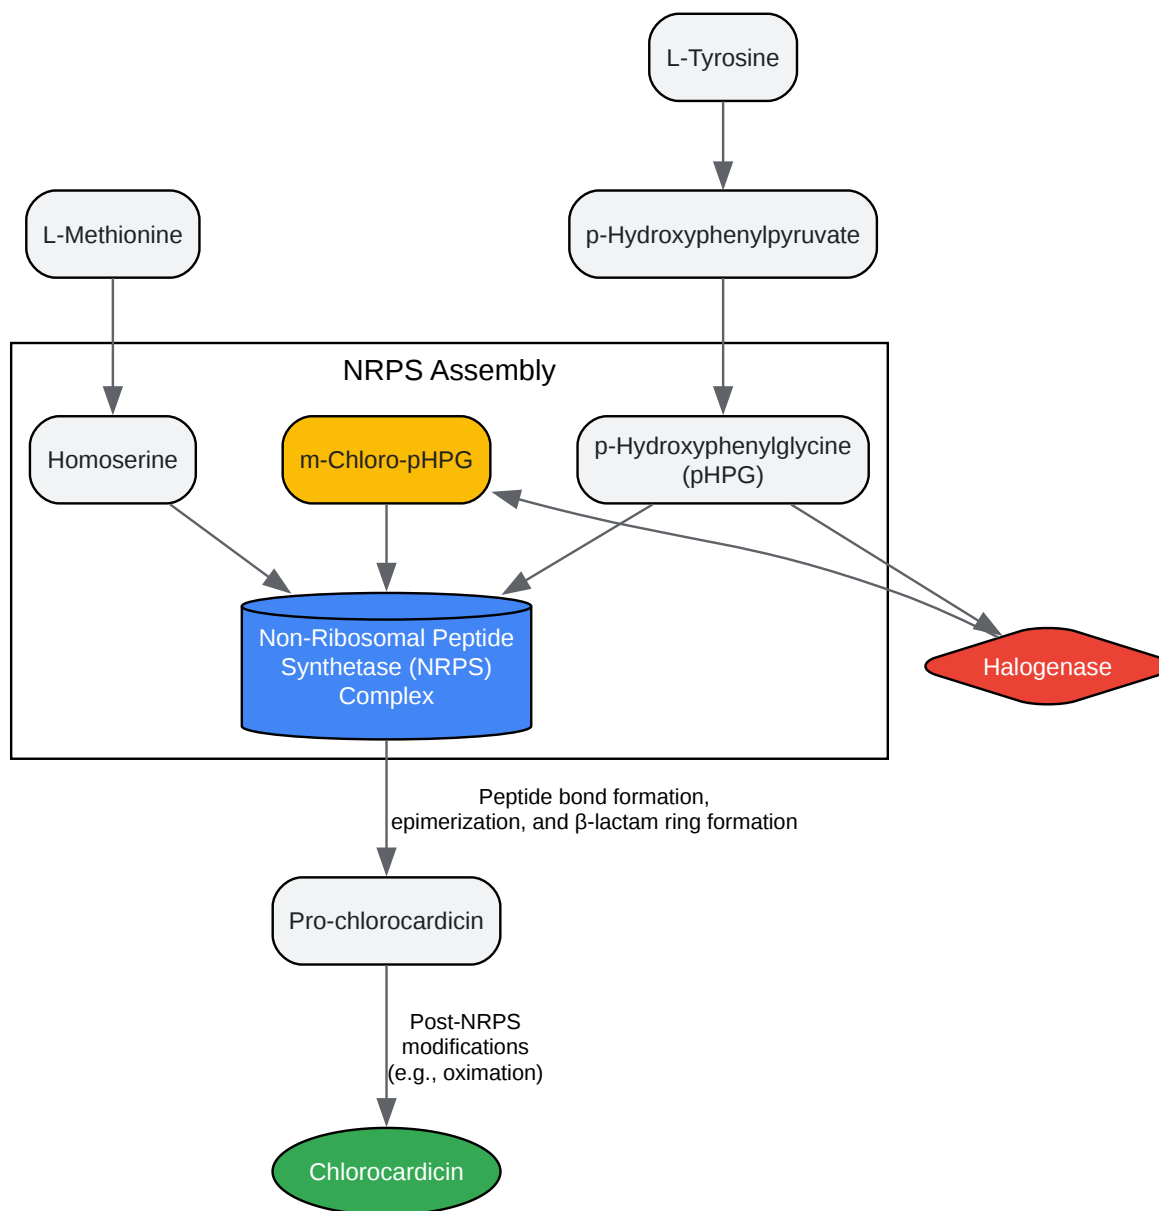 L-Tyrosine
L-Methionine
p-Hydroxyphenylpyruvate
NRPS Assembly
Homoserine
m-Chloro-pHPG
p-Hydroxyphenylglycine
(pHPG)
Non-Ribosomal Peptide
Synthetase (NRPS)
Complex
Halogenase
Peptide bond formation,
epimerization, and β-lactam ring formation
Pro-chlorocardicin
Post-NRPS
modifications
(e.g., oximation)
Chlorocardicin